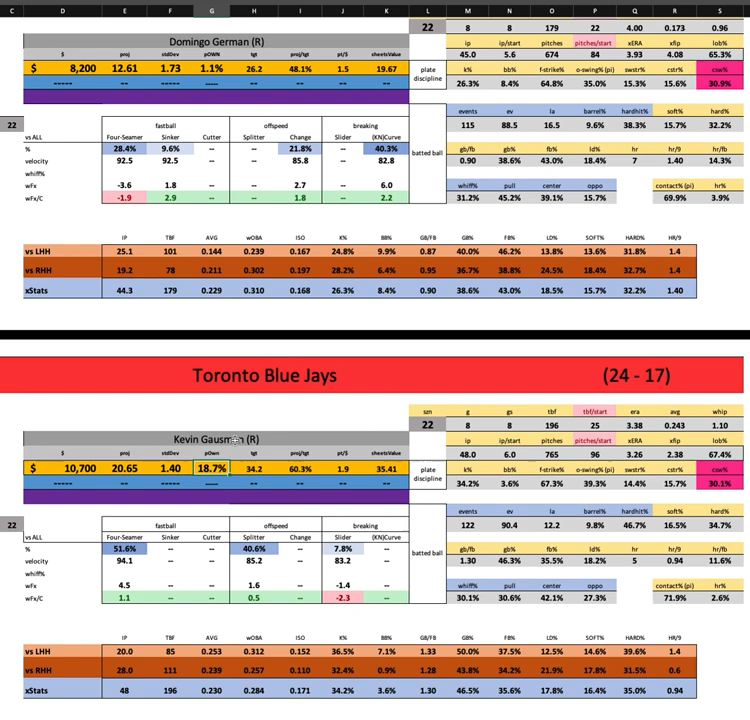 C D E F G H I J K L M N O P Q R S
22 8 8 179 22 4.00 0.173 0.96
ip ip/start pitches pitches/start xERA xfip lob%
Domingo German (R) 45.0 5.6 674 84 3.93 4.08 65.3%
$ proj stdDev pOWN tgt proj/tgt pt/$ sheetsValue
$ 8,200 12.61 1.73 1.1% 26.2 48.1% 1.5 19.67
plate discipline
k% bb% f-strike% o-swing% (pi) swstr% cstr% csw%
----- -- -- ----- -- -- -- -- 26.3% 8.4% 64.8% 35.0% 15.3% 15.6% 30.9%
events ev la barrel% hardhit% soft% hard%
22 fastball offspeed breaking 115 88.5 16.5 9.6% 38.3% 15.7% 32.2%
vs ALL Four-Seamer Sinker Cutter Splitter Change Slider (KN)Curve
% 28.4% 9.6% -- -- 21.8% -- 40.3%
batted ball
gb/fb gb% fb% ld% hr hr/9 hr/fb
velocity 92.5 92.5 -- -- 85.8 -- 82.8 0.90 38.6% 43.0% 18.4% 7 1.40 14.3%
whiff%
wFx -3.6 1.8 2.7 6.0 whiff% pull center oppo contact% (pi) hr%
wFx/C -1.9 2.9 -- -- 1.8 -- 2.2 31.2% 45.2% 39.1% 15.7% 69.9% 3.9%
IP TBF AVG wOBA ISO K% BB% GB/FB GB% FB% LD% SOFT% HARD% HR/9
vs LHH 25.1 101 0.144 0.239 0.167 24.8% 9.9% 0.87 40.0% 46.2% 13.8% 13.6% 31.8% 1.4
vs RHH 19.2 78 0.211 0.302 0.197 28.2% 6.4% 0.95 36.7% 38.8% 24.5% 18.4% 32.7% 1.4
xStats 44.3 179 0.229 0.310 0.168 26.3% 8.4% 0.90 38.6% 43.0% 18.5% 15.7% 32.2% 1.40
Toronto Blue Jays (24 - 17)
szn g gs tbf tbf/start era avg whip
22 8 8 196 25 3.38 0.243 1.10
Kevin Gausman (R) ip ip/start pitches pitches/start xERA xfip lob%
$ proj stdDev pOwn tgt proj/tgt pt/$ sheetsValue 48.0 6.0 765 96 3.26 2.38 67.4%
$ 10,700 20.65 1.40 18.7% 34.2 60.3% 1.9 35.41
plate discipline
k% bb% f-strike% o-swing% (pi) swstr% cstr% csw%
----- -- -- ----- -- -- -- -- 34.2% 3.6% 67.3% 39.3% 14.4% 15.7% 30.1%
events ev la barrel% hardhit% soft% hard%
22 fastball offspeed breaking 122 90.4 12.2 9.8% 46.7% 16.5% 34.7%
vs ALL Four-Seamer Sinker Cutter Splitter Change Slider (KN)Curve
% 51.6% -- -- 40.6% -- 7.8% --
batted ball
gb/fb gb% fb% ld% hr hr/9 hr/fb
velocity 94.1 -- -- 85.2 -- 83.2 -- 1.30 46.3% 35.5% 18.2% 5 0.94 11.6%
whiff%
wFx 4.5 1.6 -1.4 whiff% pull center oppo contact% (pi) hr%
wFx/C 1.1 -- -- 0.5 -- -2.3 -- 30.1% 30.6% 42.1% 27.3% 71.9% 2.6%
IP TBF AVG wOBA ISO K% BB% GB/FB GB% FB% LD% SOFT% HARD% HR/9
vs LHH 20.0 85 0.253 0.312 0.152 36.5% 7.1% 1.33 50.0% 37.5% 12.5% 14.6% 39.6% 1.4
vs RHH 28.0 111 0.239 0.257 0.110 32.4% 0.9% 1.28 43.8% 34.2% 21.9% 17.8% 31.5% 0.6
xStats 48 196 0.230 0.284 0.171 34.2% 3.6% 1.30 46.5% 35.6% 17.8% 16.4% 35.0% 0.94